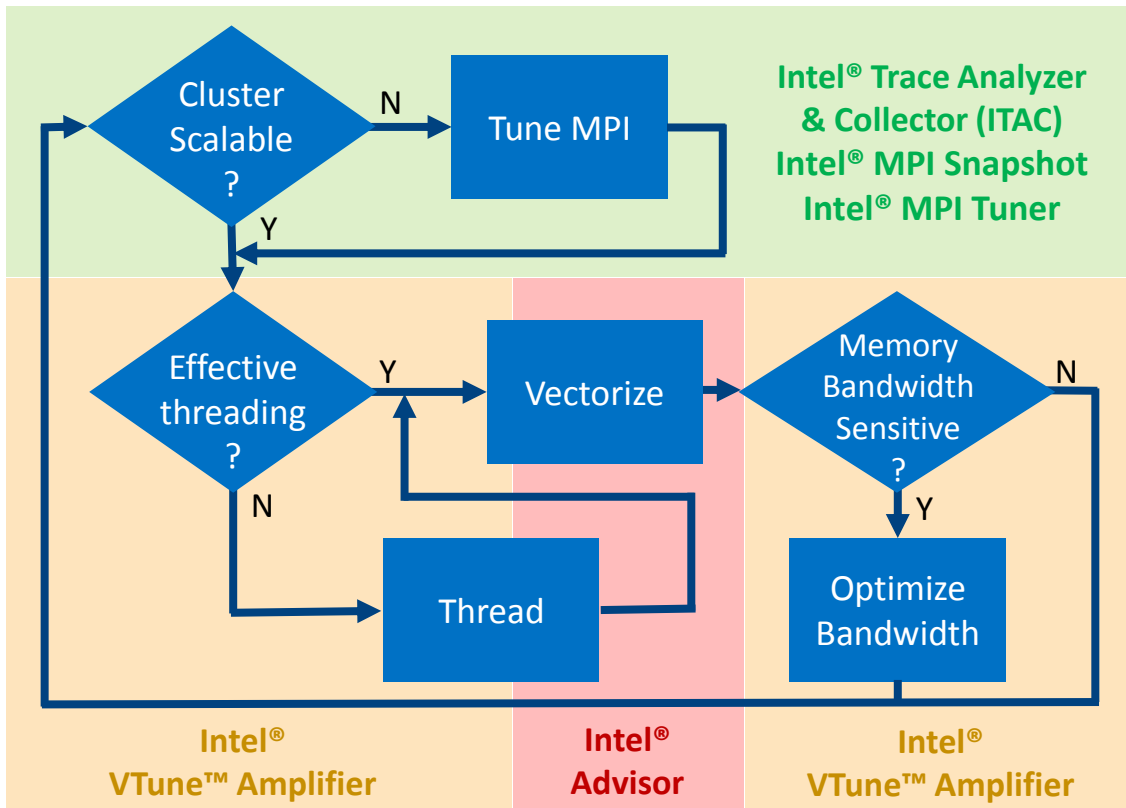 Cluster
Scalable
?
N
Tune MPI
Intel® Trace Analyzer
& Collector (ITAC)
Intel® MPI Snapshot
Intel® MPI Tuner
Y
Effective
threading
?
Y
N
Vectorize
Memory
Bandwidth
Sensitive
?
N
Y
Thread
Optimize
Bandwidth
Intel®
VTune™ Amplifier
Intel®
Advisor
Intel®
VTune™ Amplifier